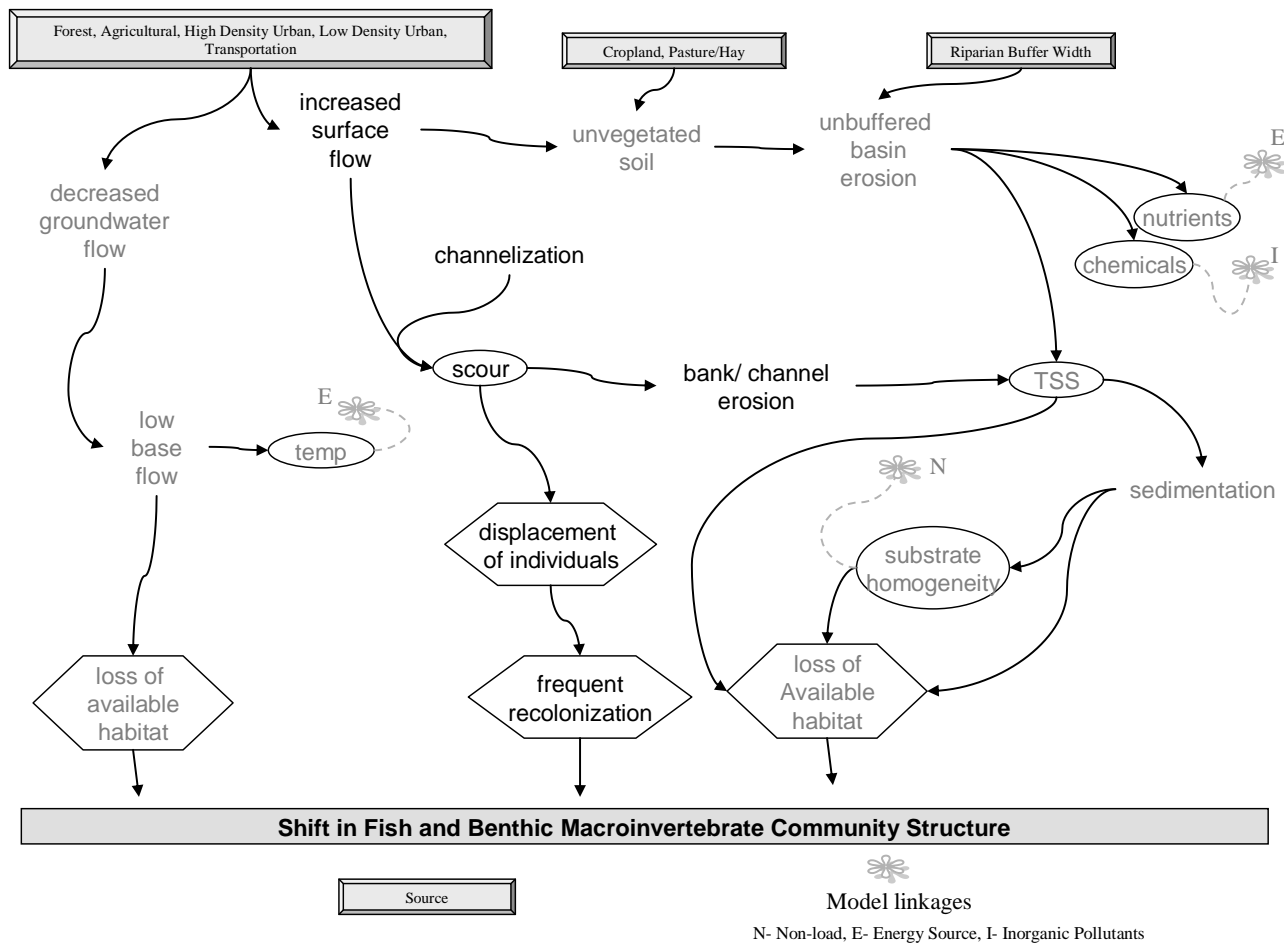 Forest, Agricultural, High Density Urban, Low Density Urban,
Transportation
Cropland, Pasture/Hay
Riparian Buffer Width
increased
surface
flow
unvegetated
soil
unbuffered
basin
erosion
E
decreased
groundwater
flow
nutrients
channelization
chemicals
I
scour
bank/ channel
erosion
TSS
E
low
base
flow
temp
N
sedimentation
displacement
of individuals
substrate
homogeneity
loss of
available
habitat
frequent
recolonization
loss of
Available
habitat
Shift in Fish and Benthic Macroinvertebrate Community Structure
Source
Model linkages
N- Non-load, E- Energy Source, I- Inorganic Pollutants